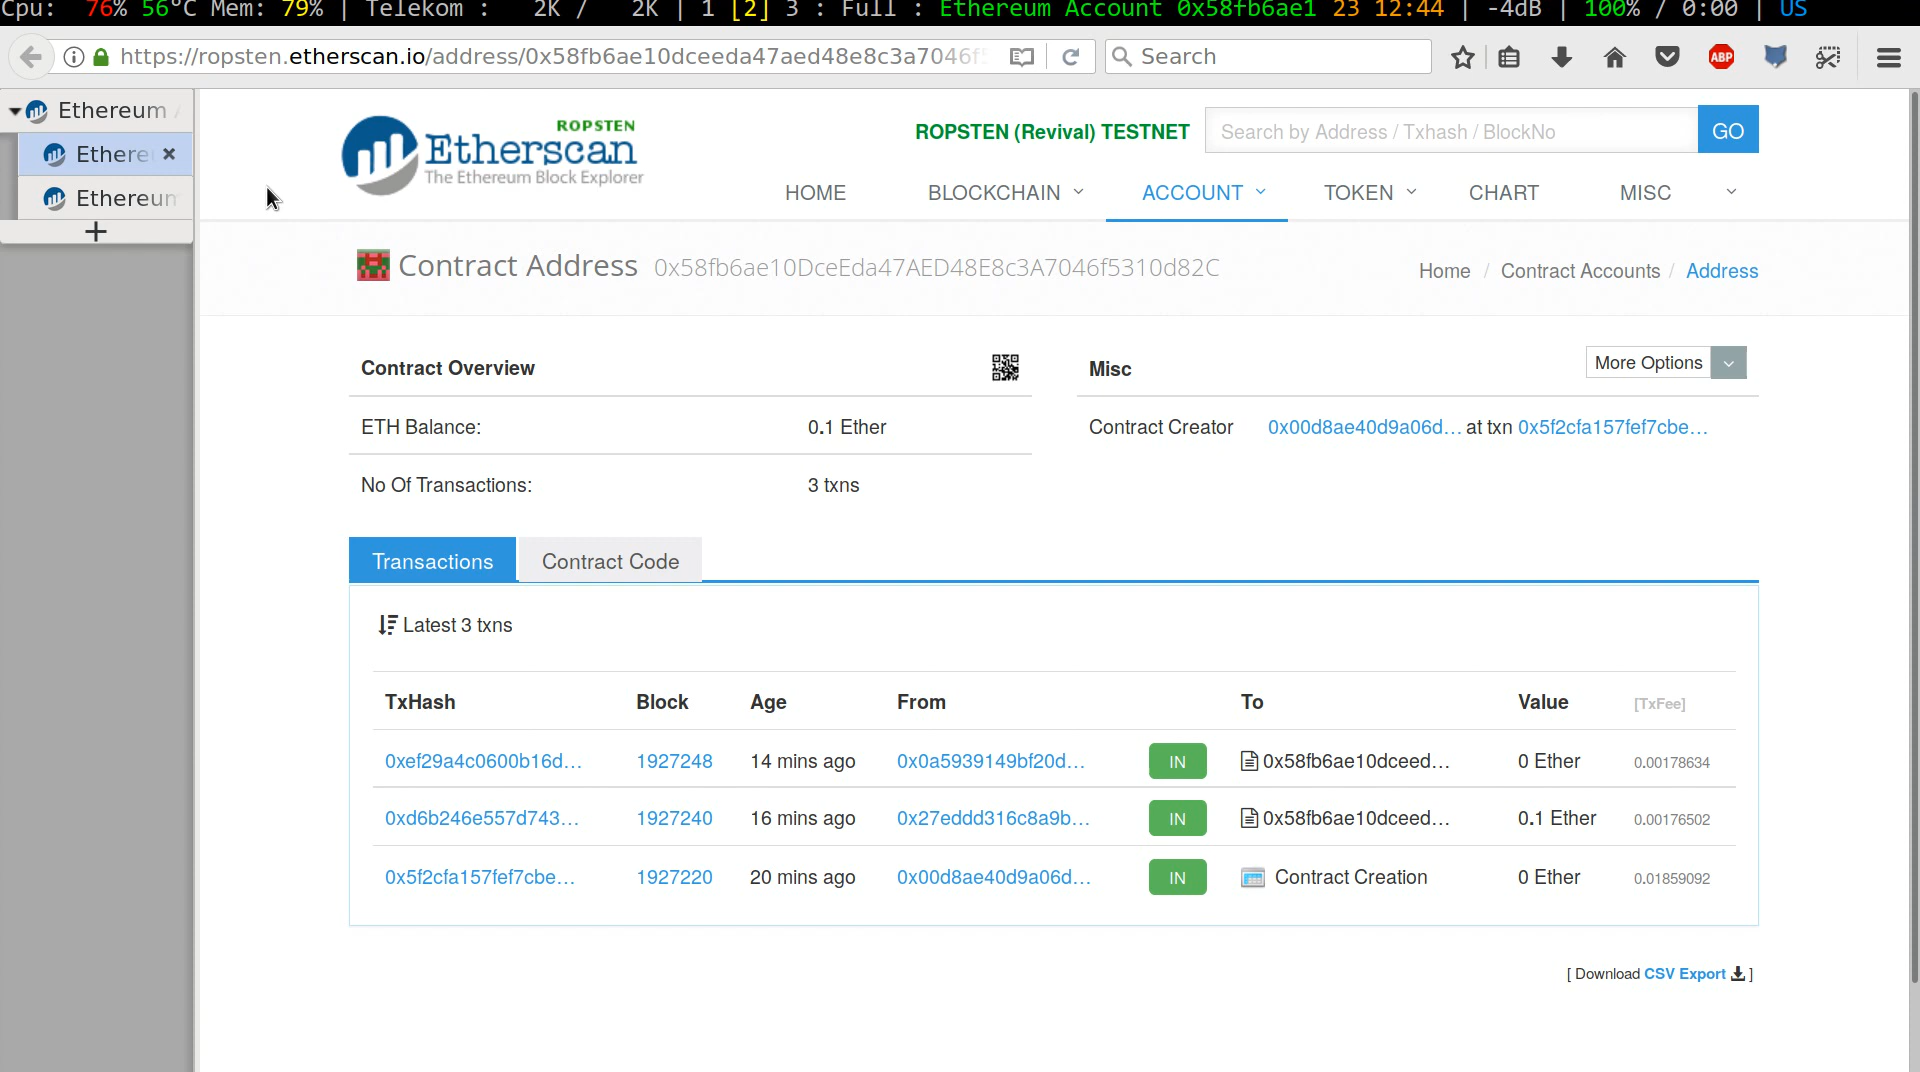 Cpu: 76% 56°C Mem: 79% | Telekom : 2K / 2K | 1 [2] 3 : Full : Ethereum Account 0x58fb6ae1 23 12:44 | -4dB | 100% / 0:00 | US
https://ropsten.etherscan.io/address/0x58fb6ae10dceeda47aed48e8c3a7046f5
Search
ABP
Ethereum
Ethere
Ethereum
ROPSTEN
Etherscan
The Ethereum Block Explorer
ROPSTEN (Revival) TESTNET
Search by Address / Txhash / BlockNo
GO
HOME BLOCKCHAIN ACCOUNT TOKEN CHART MISC
Contract Address 0x58fb6ae10DceEda47AED48E8c3A7046f5310d82C
Home / Contract Accounts / Address
Contract Overview
ETH Balance: 0.1 Ether
No Of Transactions: 3 txns
Misc
More Options
Contract Creator 0x00d8ae40d9a06d... at txn 0x5f2cfa157fef7cbe...
Transactions Contract Code
Latest 3 txns
TxHash Block Age From To Value [TxFee]
0xef29a4c0600b16d... 1927248 14 mins ago 0x0a5939149bf20d... IN 0x58fb6ae10dceed... 0 Ether 0.00178634
0xd6b246e557d743... 1927240 16 mins ago 0x27eddd316c8a9b... IN 0x58fb6ae10dceed... 0.1 Ether 0.00176502
0x5f2cfa157fef7cbe... 1927220 20 mins ago 0x00d8ae40d9a06d... IN Contract Creation 0 Ether 0.01859092
[ Download CSV Export ]